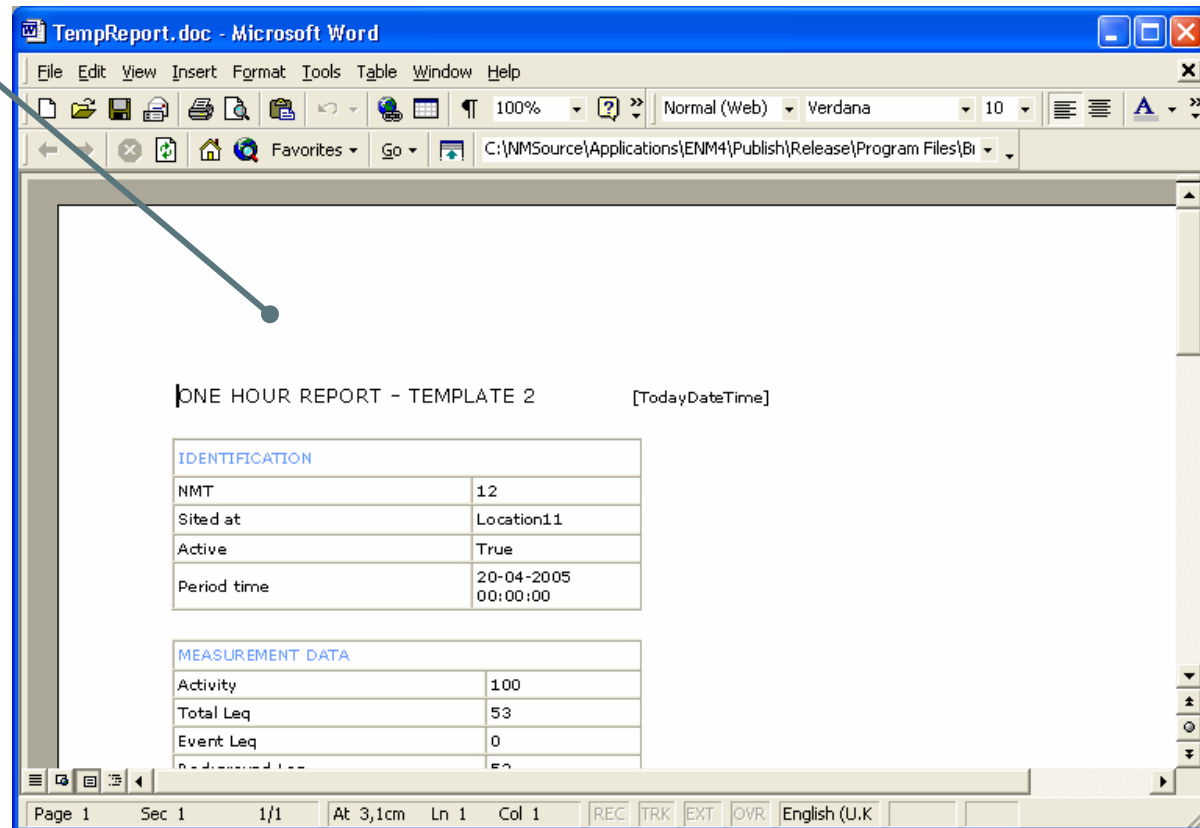 TempReport.doc - Microsoft Word
File Edit View Insert Format Tools Table Window Help
100% Normal (Web) Verdana 10 A
Favorites Go C:\NMSource\Applications\ENM4\Publish\Release\Program Files\
ONE HOUR REPORT - TEMPLATE 2 [TodayDateTime]
IDENTIFICATION
NMT 12
Sited at Location11
Active True
Period time 20-04-2005
00:00:00
MEASUREMENT DATA
Activity 100
Total Leq 53
Event Leq 0
Page 1 Sec 1 1/1 At 3,1cm Ln 1 Col 1 REC TRK EXT OVR English (U.K